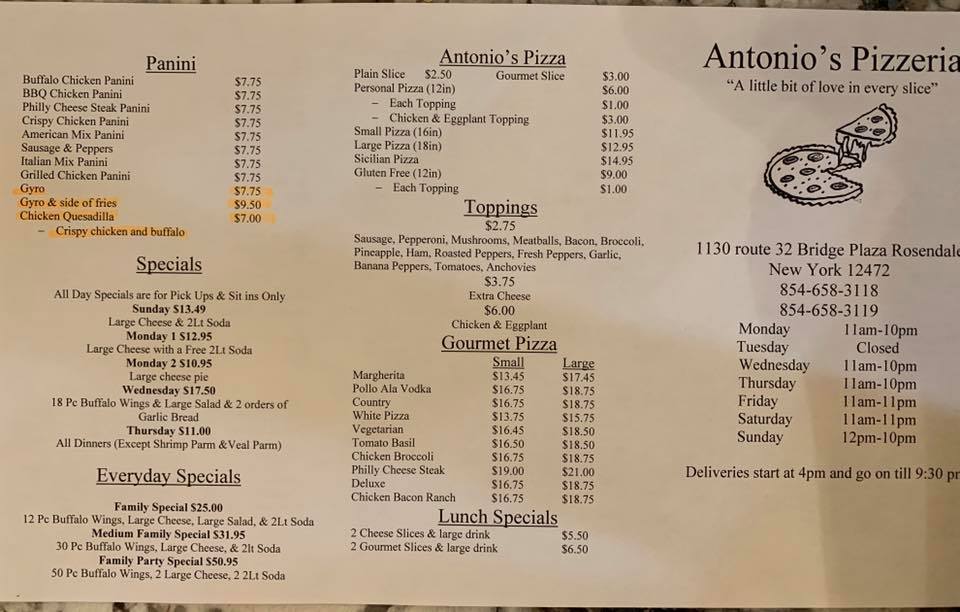 Panini
Buffalo Chicken Panini $7.75
BBQ Chicken Panini $7.75
Philly Cheese Steak Panini $7.75
Crispy Chicken Panini $7.75
American Mix Panini $7.75
Sausage & Peppers $7.75
Italian Mix Panini $7.75
Grilled Chicken Panini $7.75
Gyro $7.75
Gyro & side of fries $9.50
Chicken Quesadilla $7.00
– Crispy chicken and buffalo
Specials
All Day Specials are for Pick Ups & Sit ins Only
Sunday $13.49
Large Cheese & 2Lt Soda
Monday 1 $12.95
Large Cheese with a Free 2Lt Soda
Monday 2 $10.95
Large cheese pie
Wednesday $17.50
18 Pc Buffalo Wings & Large Salad & 2 orders of
Garlic Bread
Thursday $11.00
All Dinners (Except Shrimp Parm &Veal Parm)
Everyday Specials
Family Special $25.00
12 Pc Buffalo Wings, Large Cheese, Large Salad, & 2Lt Soda
Medium Family Special $31.95
30 Pc Buffalo Wings, Large Cheese, & 2lt Soda
Family Party Special $50.95
50 Pc Buffalo Wings, 2 Large Cheese, 2 2Lt Soda
Antonio's Pizza
Plain Slice $2.50 Gourmet Slice $3.00
Personal Pizza (12in) $6.00
– Each Topping $1.00
– Chicken & Eggplant Topping $3.00
Small Pizza (16in) $11.95
Large Pizza (18in) $12.95
Sicilian Pizza $14.95
Gluten Free (12in) $9.00
– Each Topping $1.00
Toppings
$2.75
Sausage, Pepperoni, Mushrooms, Meatballs, Bacon, Broccoli,
Pineapple, Ham, Roasted Peppers, Fresh Peppers, Garlic,
Banana Peppers, Tomatoes, Anchovies
$3.75
Extra Cheese
$6.00
Chicken & Eggplant
Gourmet Pizza
Small Large
Margherita $13.45 $17.45
Pollo Ala Vodka $16.75 $18.75
Country $16.75 $18.75
White Pizza $13.75 $15.75
Vegetarian $16.45 $18.50
Tomato Basil $16.50 $18.50
Chicken Broccoli $16.75 $18.75
Philly Cheese Steak $19.00 $21.00
Deluxe $16.75 $18.75
Chicken Bacon Ranch $16.75 $18.75
Lunch Specials
2 Cheese Slices & large drink $5.50
2 Gourmet Slices & large drink $6.50
Antonio's Pizzeria
"A little bit of love in every slice"
1130 route 32 Bridge Plaza Rosendale
New York 12472
854-658-3118
854-658-3119
Monday 11am-10pm
Tuesday Closed
Wednesday 11am-10pm
Thursday 11am-10pm
Friday 11am-11pm
Saturday 11am-11pm
Sunday 12pm-10pm
Deliveries start at 4pm and go on till 9:30 pm